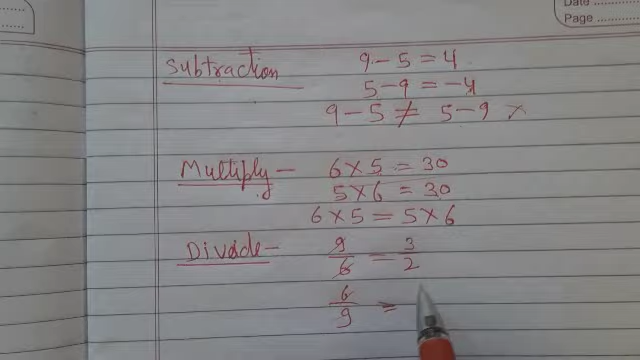 Date ............
Page ............
Subtraction 9 - 5 = 4
5 - 9 = -4
9 - 5 ≠ 5 - 9 ×
Multiply - 6 × 5 = 30
5 × 6 = 30
6 × 5 = 5 × 6
Divide - 9/6 = 3/2
6/9 =